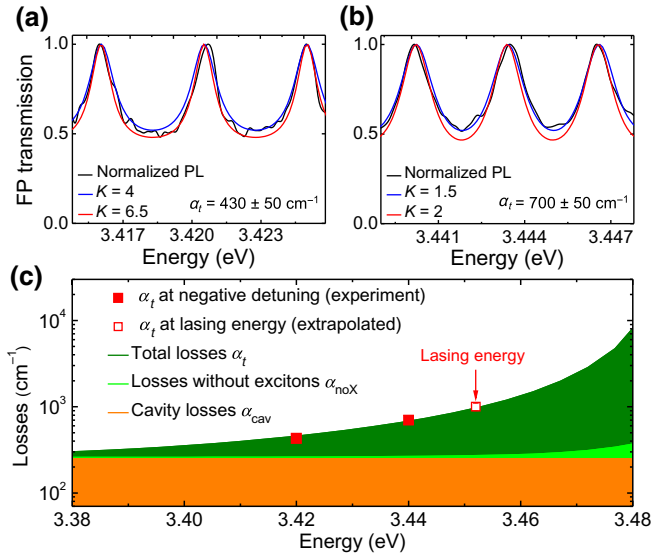 (a)
(b)
FP transmission
1.0
0.5
0.0
Normalized PL
K = 4
K = 6.5
αt = 430 ± 50 cm⁻¹
3.417 3.420 3.423
Energy (eV)
1.0
0.5
0.0
Normalized PL
K = 1.5
K = 2
αt = 700 ± 50 cm⁻¹
3.441 3.444 3.447
Energy (eV)
(c)
Losses (cm⁻¹)
10⁴
10³
10²
αt at negative detuning (experiment)
αt at lasing energy (extrapolated)
Total losses αt
Losses without excitons αnoX
Cavity losses αcav
Lasing energy
3.38 3.40 3.42 3.44 3.46 3.48
Energy (eV)